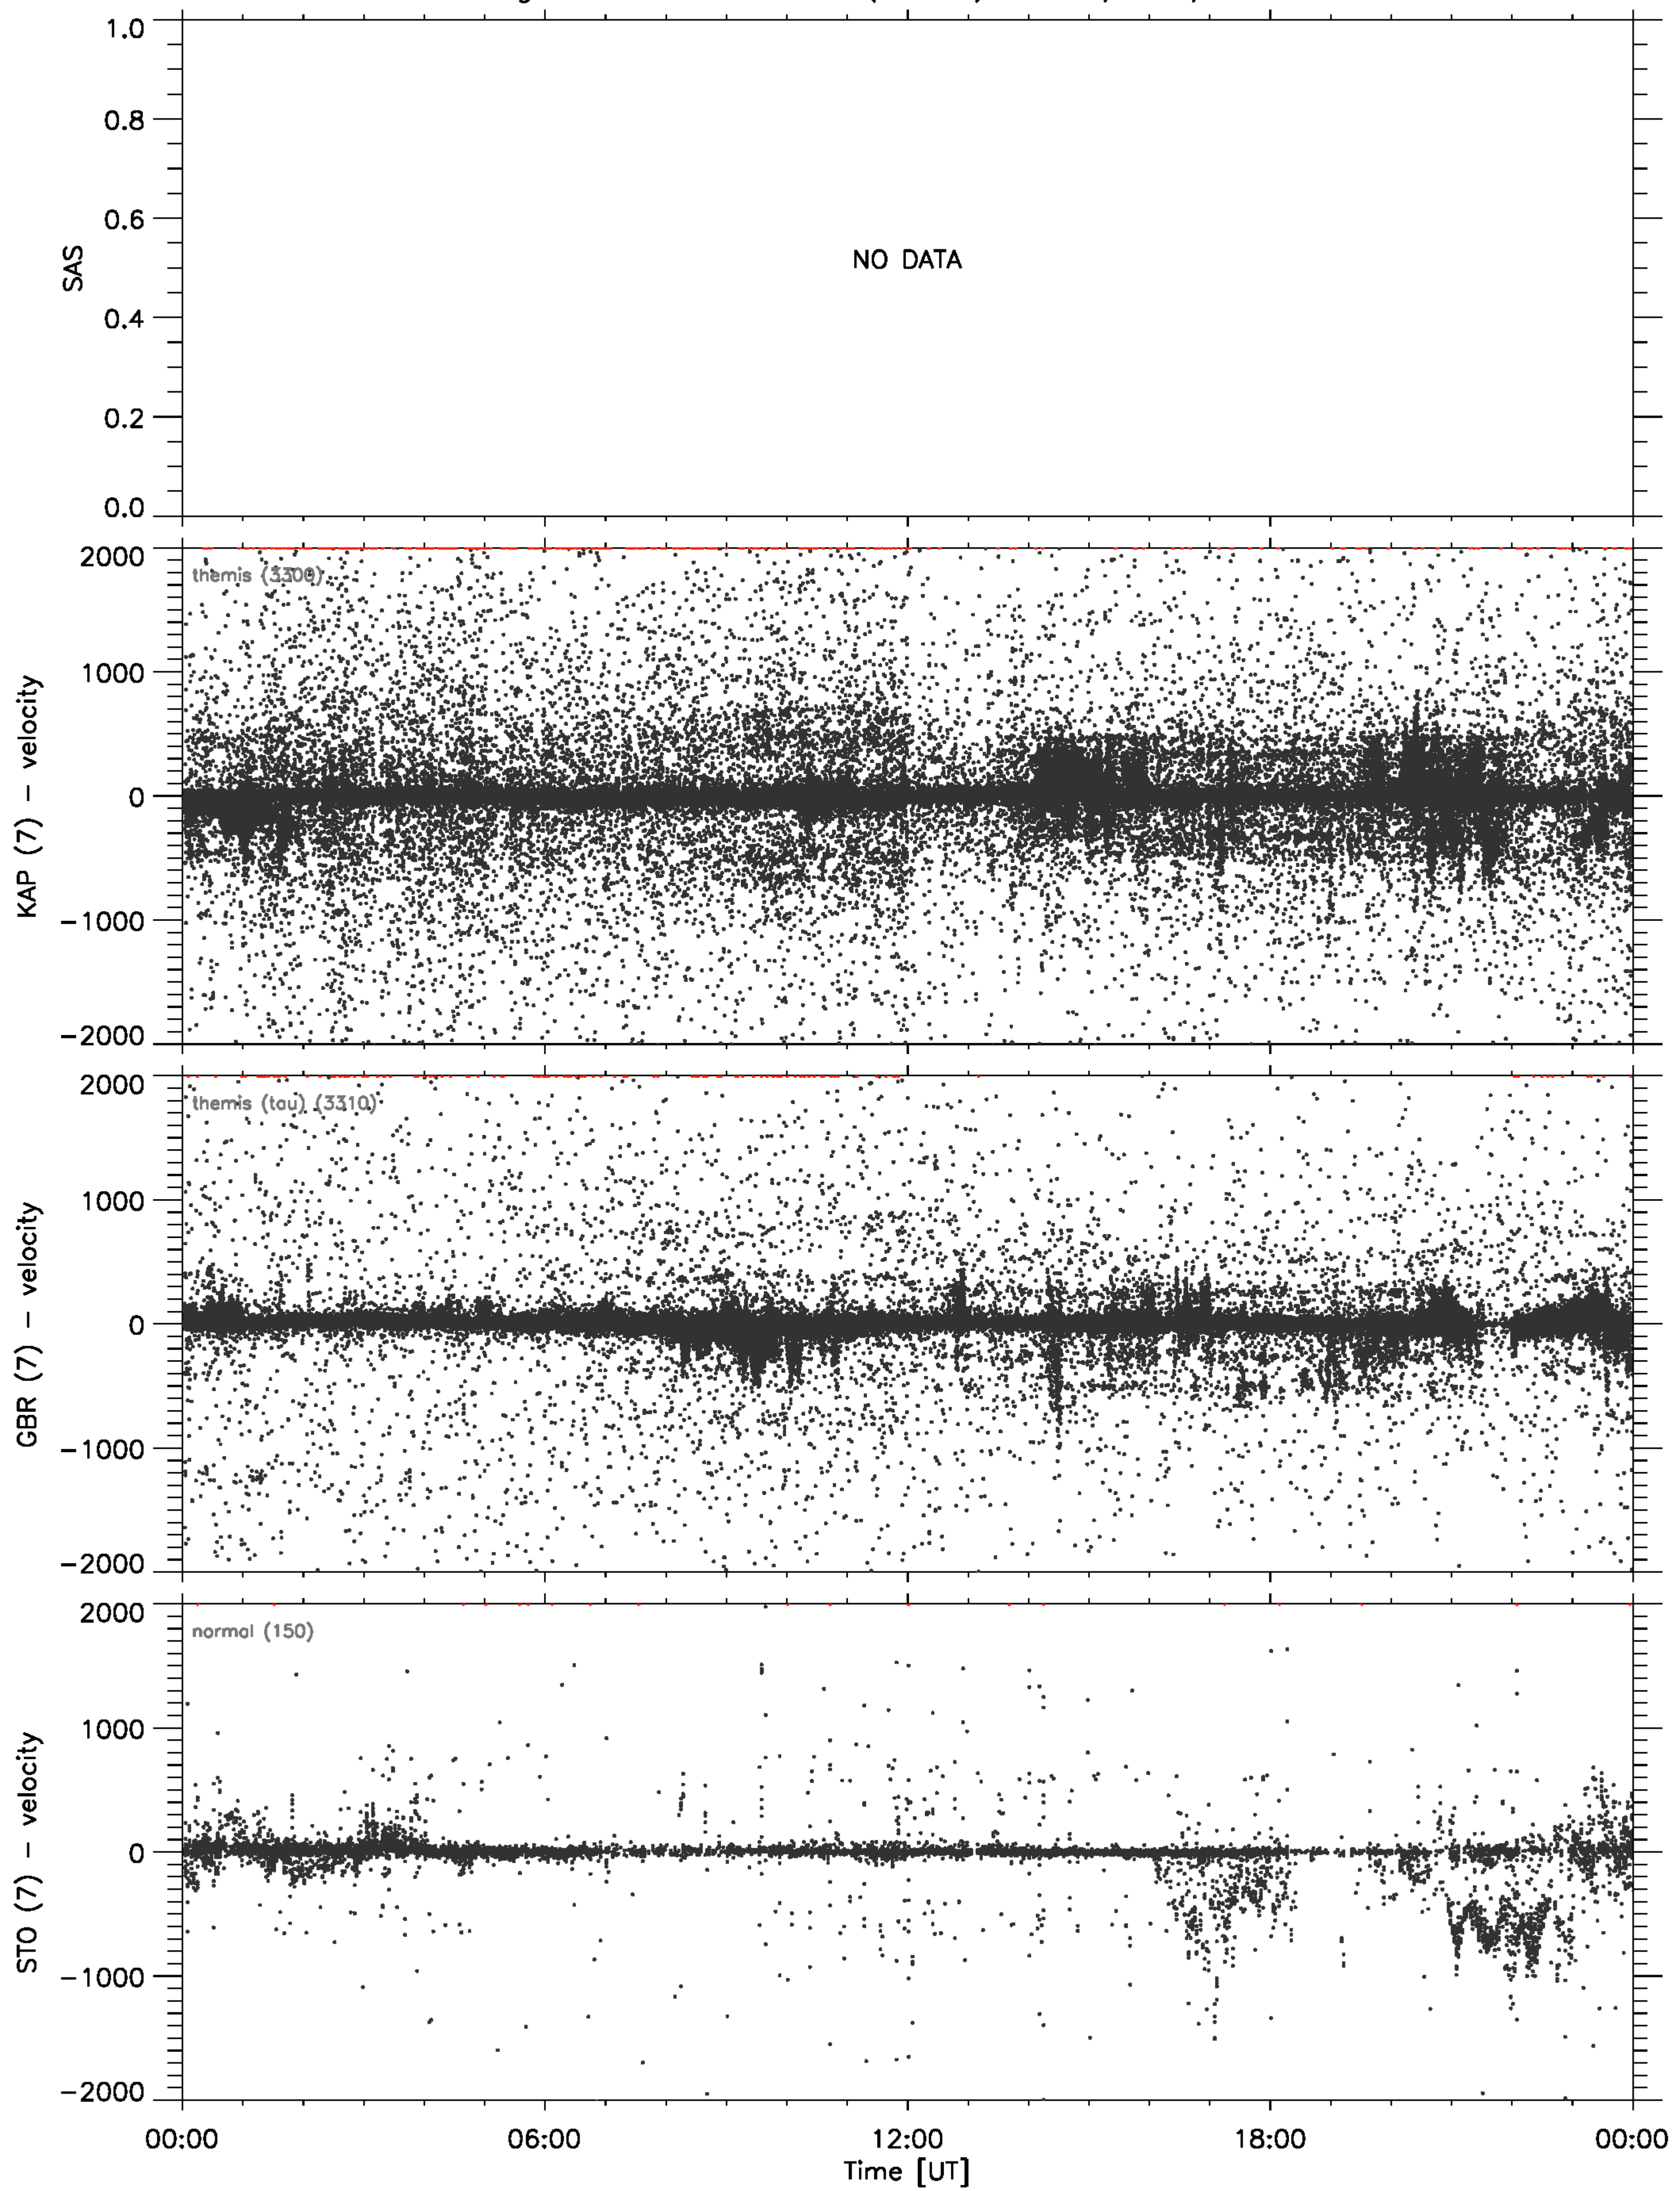 1.0
0.8
0.6
0.4
0.2
0.0
SAS
NO DATA
2000
1000
0
−1000
−2000
KAP (7) − velocity
themis (3300)
2000
1000
0
−1000
−2000
GBR (7) − velocity
themis (tau) (3310)
2000
1000
0
−1000
−2000
STO (7) − velocity
normal (150)
00:00 06:00 12:00 18:00 00:00
Time [UT]